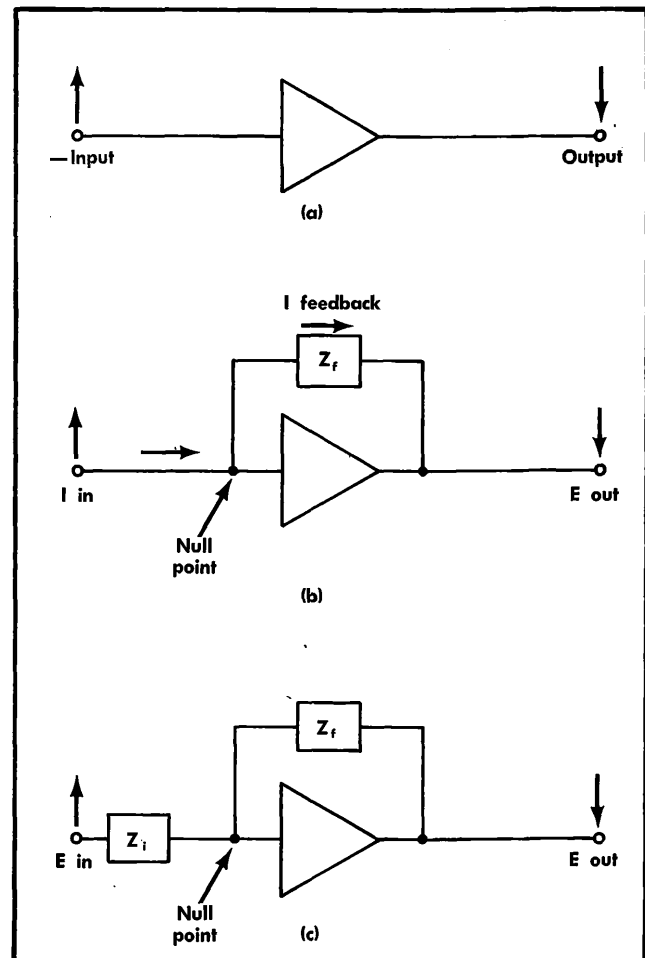 —Input
Output
(a)
I feedback
Z_f
I in
E out
Null
point
(b)
Z_f
Z_i
E in
E out
Null
point
(c)